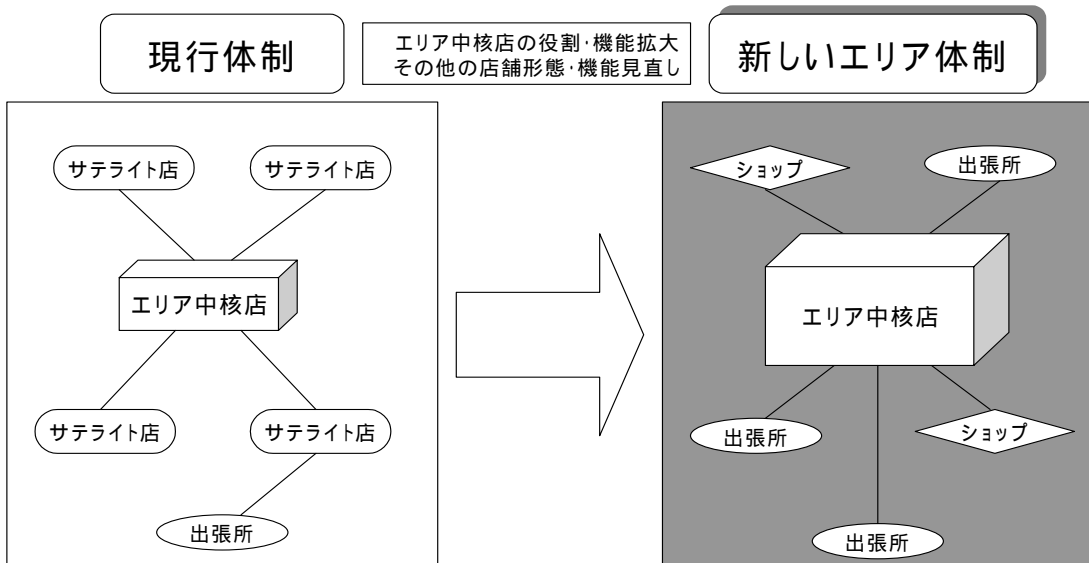 現行体制
エリア中核店の役割・機能拡大
その他の店舗形態・機能見直し
新しいエリア体制
サテライト店
サテライト店
エリア中核店
サテライト店
サテライト店
出張所
ショップ
出張所
エリア中核店
出張所
ショップ
出張所